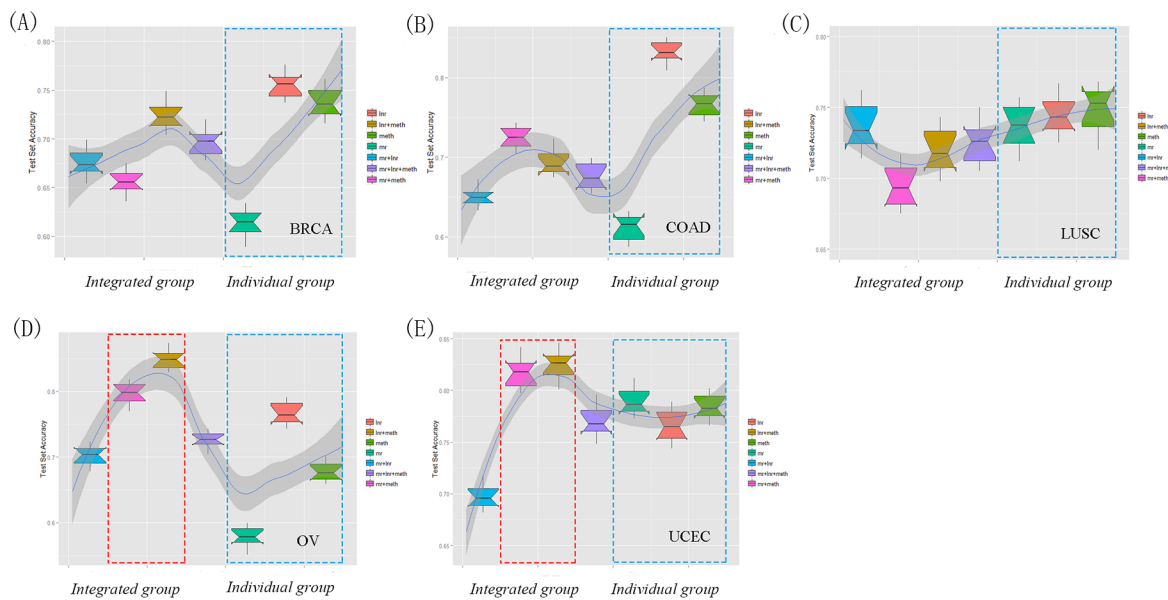 (A)
Test Set Accuracy
0.80
0.75
0.70
0.65
0.60
BRCA
lnr
lnr+meth
meth
mr
mr+lnr
mr+lnr+meth
mr+meth
Integrated group
Individual group
(B)
Test Set Accuracy
0.8
0.7
0.6
COAD
lnr
lnr+meth
meth
mr
mr+lnr
mr+lnr+meth
mr+meth
Integrated group
Individual group
(C)
Test Set Accuracy
0.80
0.75
0.70
0.65
LUSC
lnr
lnr+meth
meth
mr
mr+lnr
mr+lnr+meth
mr+meth
Integrated group
Individual group
(D)
Test Set Accuracy
0.8
0.7
0.6
OV
lnr
lnr+meth
meth
mr
mr+lnr
mr+lnr+meth
mr+meth
Integrated group
Individual group
(E)
Test Set Accuracy
0.95
0.90
0.80
0.75
0.70
0.65
UCEC
lnr
lnr+meth
meth
mr
mr+lnr
mr+lnr+meth
mr+meth
Integrated group
Individual group